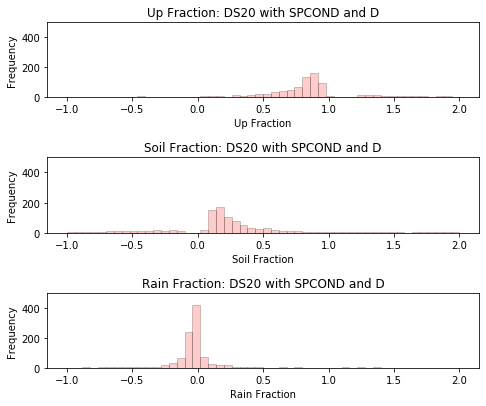 Up Fraction: DS20 with SPCOND and D
Frequency
400
200
0
-1.0 -0.5 0.0 0.5 1.0 1.5 2.0
Up Fraction
Soil Fraction: DS20 with SPCOND and D
Frequency
400
200
0
-1.0 -0.5 0.0 0.5 1.0 1.5 2.0
Soil Fraction
Rain Fraction: DS20 with SPCOND and D
Frequency
400
200
0
-1.0 -0.5 0.0 0.5 1.0 1.5 2.0
Rain Fraction